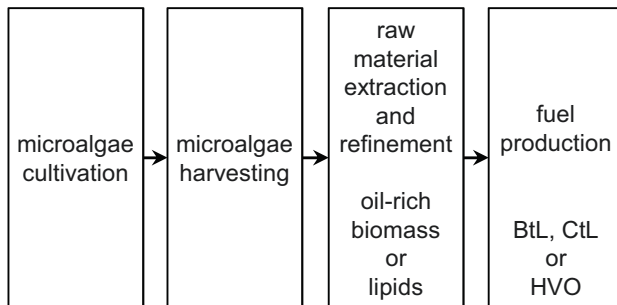 microalgae
cultivation
microalgae
harvesting
raw
material
extraction
and
refinement
oil-rich
biomass
or
lipids
fuel
production
BtL, CtL
or
HVO